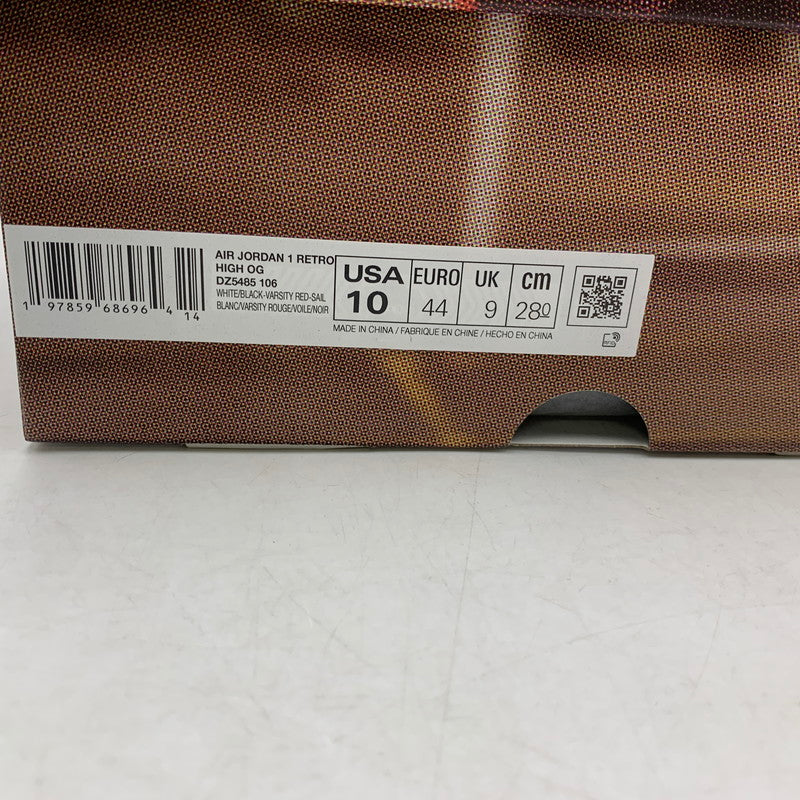 AIR JORDAN 1 RETRO
HIGH OG
DZ5485 106
WHITE/BLACK-VARSITY RED-SAIL
BLANC/VARSITY ROUGE/VOILE/NOIR
1 97859 68696 4 14
USA EURO UK cm
10 44 9 280
MADE IN CHINA / FABRIQUE EN CHINE / HECHO EN CHINA